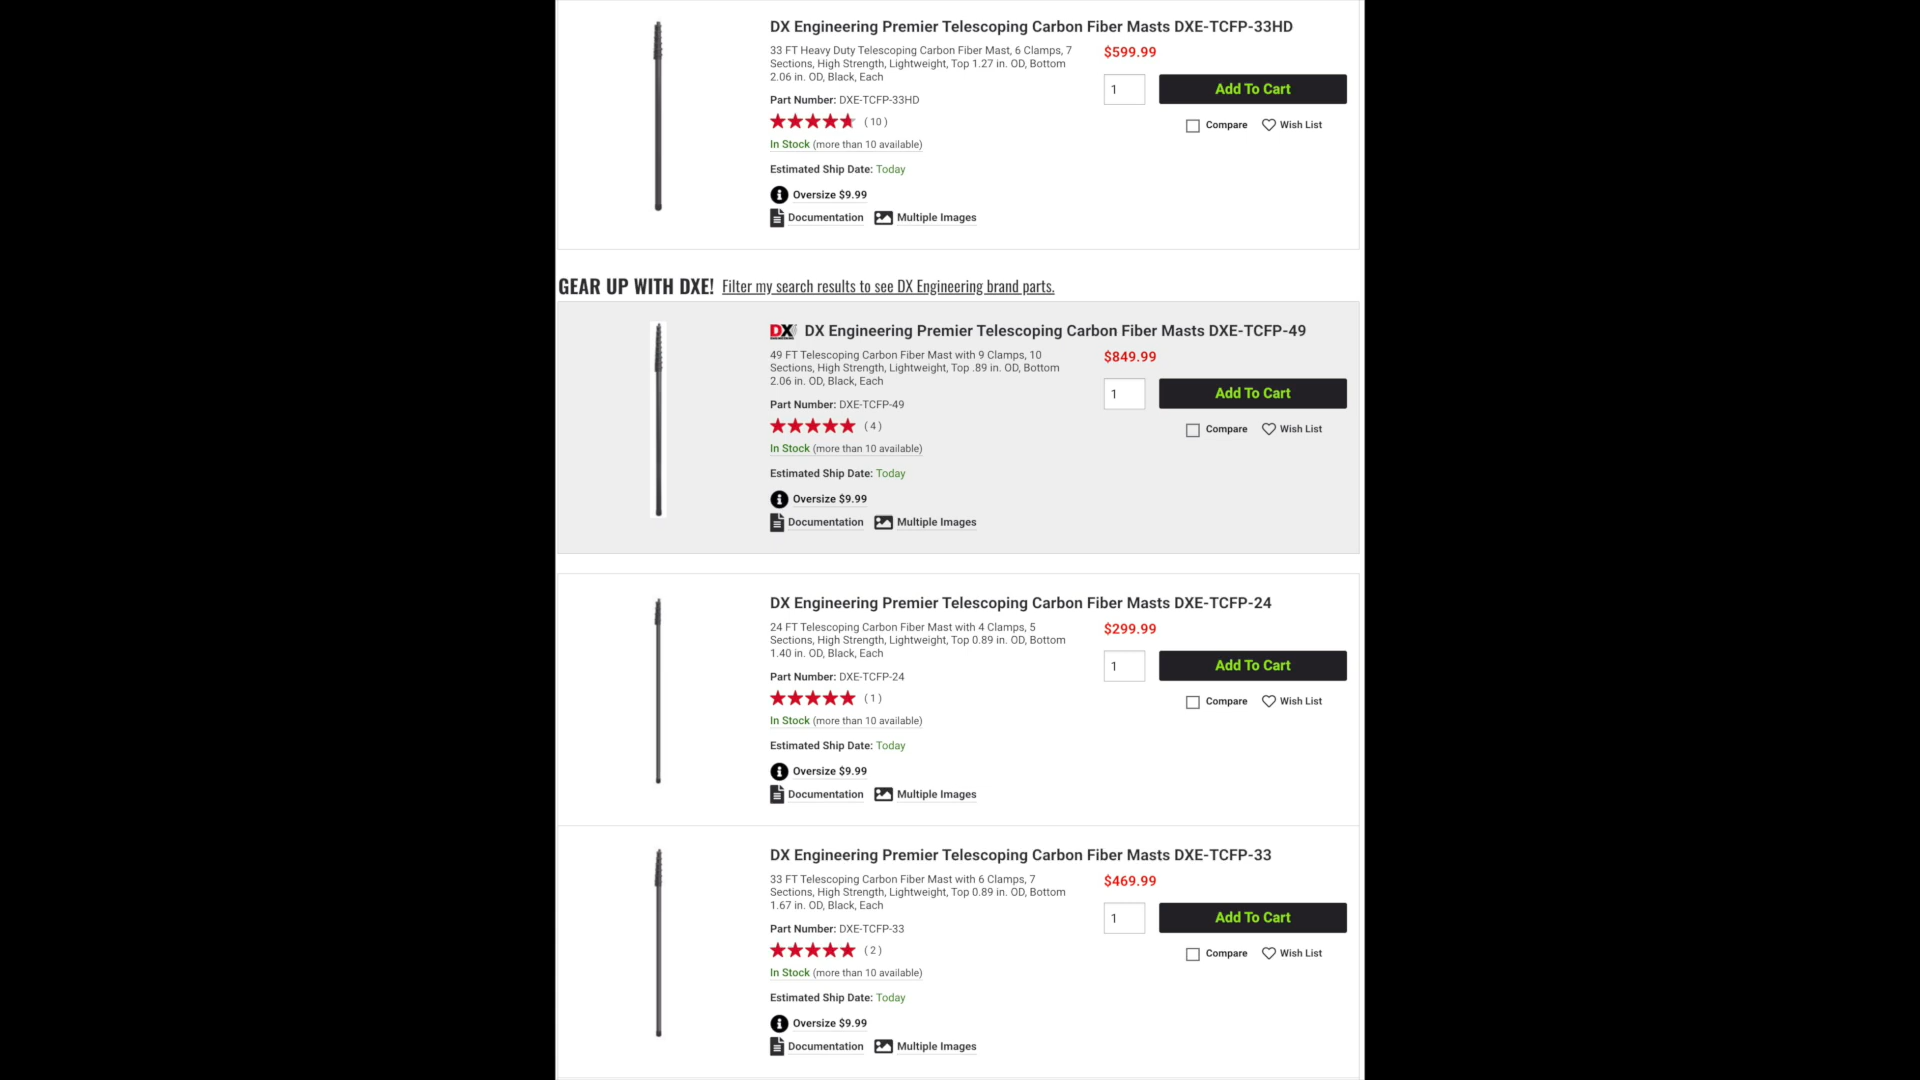 DX Engineering Premier Telescoping Carbon Fiber Masts DXE-TCFP-33HD
33 FT Heavy Duty Telescoping Carbon Fiber Mast, 6 Clamps, 7
Sections, High Strength, Lightweight, Top 1.27 in. OD, Bottom
2.06 in. OD, Black, Each
$599.99
1
Add To Cart
Part Number: DXE-TCFP-33HD
( 10 )
Compare
Wish List
In Stock (more than 10 available)
Estimated Ship Date: Today
Oversize $9.99
Documentation
Multiple Images
GEAR UP WITH DXE! Filter my search results to see DX Engineering brand parts.
DX DX Engineering Premier Telescoping Carbon Fiber Masts DXE-TCFP-49
49 FT Telescoping Carbon Fiber Mast with 9 Clamps, 10
Sections, High Strength, Lightweight, Top .89 in. OD, Bottom
2.06 in. OD, Black, Each
$849.99
1
Add To Cart
Part Number: DXE-TCFP-49
( 4 )
Compare
Wish List
In Stock (more than 10 available)
Estimated Ship Date: Today
Oversize $9.99
Documentation
Multiple Images
DX Engineering Premier Telescoping Carbon Fiber Masts DXE-TCFP-24
24 FT Telescoping Carbon Fiber Mast with 4 Clamps, 5
Sections, High Strength, Lightweight, Top 0.89 in. OD, Bottom
1.40 in. OD, Black, Each
$299.99
1
Add To Cart
Part Number: DXE-TCFP-24
( 1 )
Compare
Wish List
In Stock (more than 10 available)
Estimated Ship Date: Today
Oversize $9.99
Documentation
Multiple Images
DX Engineering Premier Telescoping Carbon Fiber Masts DXE-TCFP-33
33 FT Telescoping Carbon Fiber Mast with 6 Clamps, 7
Sections, High Strength, Lightweight, Top 0.89 in. OD, Bottom
1.67 in. OD, Black, Each
$469.99
1
Add To Cart
Part Number: DXE-TCFP-33
( 2 )
Compare
Wish List
In Stock (more than 10 available)
Estimated Ship Date: Today
Oversize $9.99
Documentation
Multiple Images